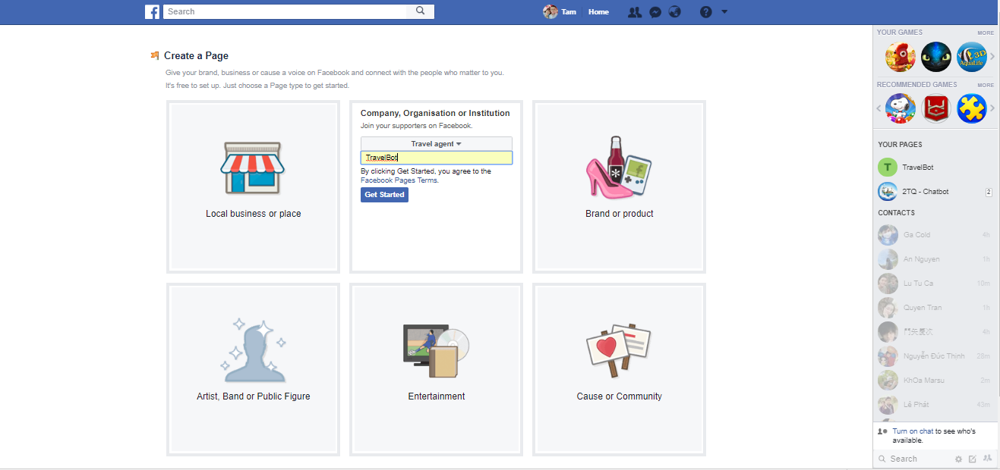 Search
Tam
Home
Create a Page
Give your brand, business or cause a voice on Facebook and connect with the people who matter to you.
It's free to set up. Just choose a Page type to get started.
Local business or place
Company, Organisation or Institution
Join your supporters on Facebook.
Travel agent
TravelBot
By clicking Get Started, you agree to the
Facebook Pages Terms.
Get Started
Brand or product
Artist, Band or Public Figure
Entertainment
Cause or Community
YOUR GAMES MORE
3D
AquaLife
RECOMMENDED GAMES MORE
YOUR PAGES
T TravelBot
2TQ - Chatbot 2
CONTACTS
Ga Cold 4h
An Nguyen 1h
Lu Tu Ca 10m
Quyen Tran 1h
4h
Nguyễn Đức Thịnh 28m
KhOa Marsu 2m
Lê Phát 43m
Turn on chat to see who's
available.
Search